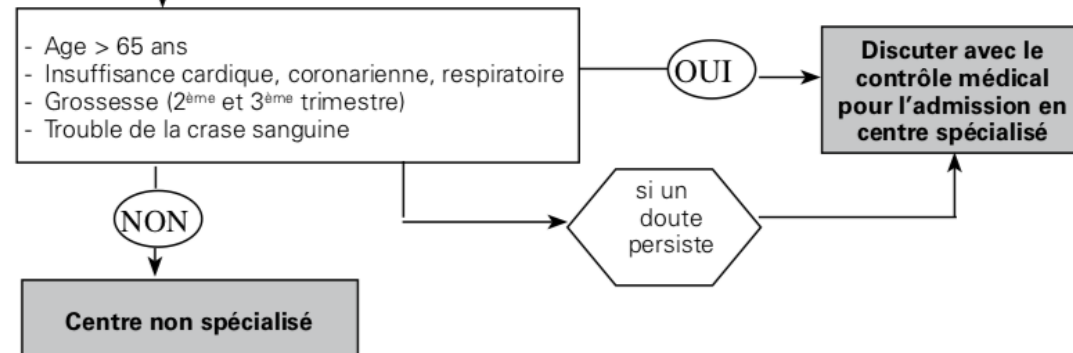 - Age > 65 ans
- Insuffisance cardique, coronarienne, respiratoire
- Grossesse (2ème et 3ème trimestre)
- Trouble de la crase sanguine
OUI
Discuter avec le
contrôle médical
pour l'admission en
centre spécialisé
NON
si un
doute
persiste
Centre non spécialisé